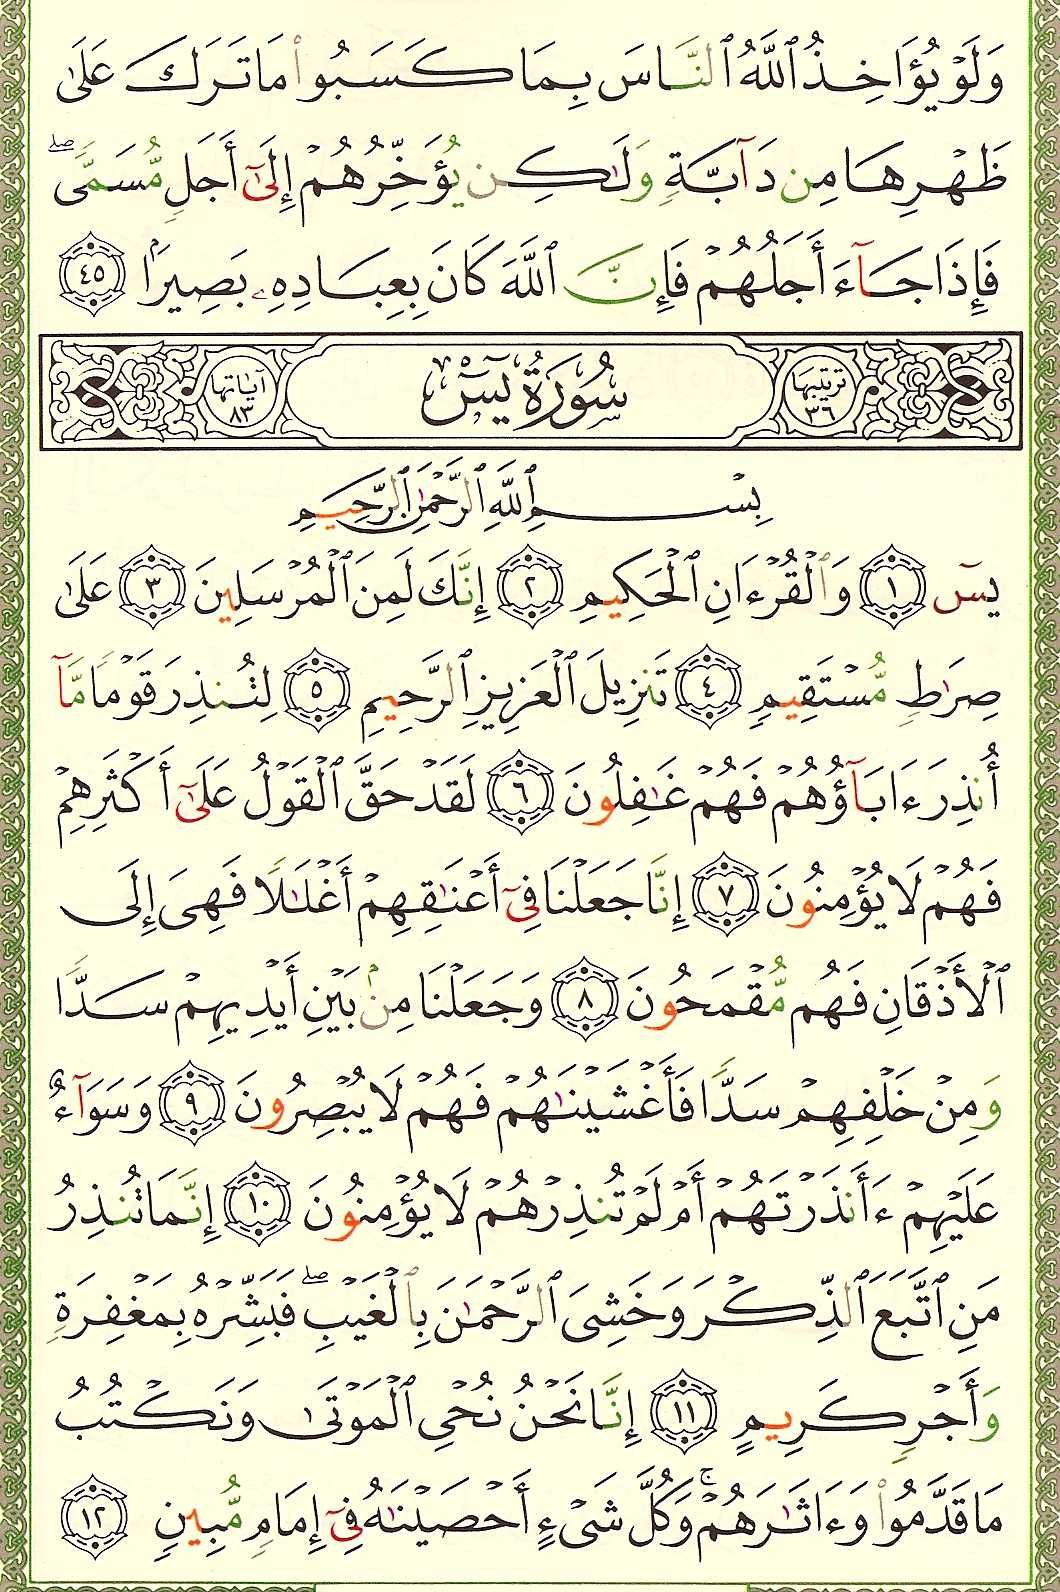 وَلَوْ يُؤَاخِذُ ٱللَّهُ ٱلنَّاسَ بِمَا كَسَبُوا۟ مَا تَرَكَ عَلَىٰ
ظَهْرِهَا مِن دَآبَّةٍ وَلَـٰكِن يُؤَخِّرُهُمْ إِلَىٰٓ أَجَلٍ مُّسَمًّى ۖ
فَإِذَا جَآءَ أَجَلُهُمْ فَإِنَّ ٱللَّهَ كَانَ بِعِبَادِهِۦ بَصِيرًۢا ٤٥
ترتيبها ٣٦ سُورَةُ يسٓ آياتها ٨٣
بِسْمِ ٱللَّهِ ٱلرَّحْمَـٰنِ ٱلرَّحِيمِ
يسٓ ١ وَٱلْقُرْءَانِ ٱلْحَكِيمِ ٢ إِنَّكَ لَمِنَ ٱلْمُرْسَلِينَ ٣ عَلَىٰ
صِرَٰطٍ مُّسْتَقِيمٍ ٤ تَنزِيلَ ٱلْعَزِيزِ ٱلرَّحِيمِ ٥ لِتُنذِرَ قَوْمًا مَّآ
أُنذِرَ ءَابَآؤُهُمْ فَهُمْ غَـٰفِلُونَ ٦ لَقَدْ حَقَّ ٱلْقَوْلُ عَلَىٰٓ أَكْثَرِهِمْ
فَهُمْ لَا يُؤْمِنُونَ ٧ إِنَّا جَعَلْنَا فِىٓ أَعْنَـٰقِهِمْ أَغْلَـٰلًا فَهِىَ إِلَى
ٱلْأَذْقَانِ فَهُم مُّقْمَحُونَ ٨ وَجَعَلْنَا مِنۢ بَيْنِ أَيْدِيهِمْ سَدًّا
وَمِنْ خَلْفِهِمْ سَدًّا فَأَغْشَيْنَـٰهُمْ فَهُمْ لَا يُبْصِرُونَ ٩ وَسَوَآءٌ
عَلَيْهِمْ ءَأَنذَرْتَهُمْ أَمْ لَمْ تُنذِرْهُمْ لَا يُؤْمِنُونَ ١٠ إِنَّمَا تُنذِرُ
مَنِ ٱتَّبَعَ ٱلذِّكْرَ وَخَشِىَ ٱلرَّحْمَـٰنَ بِٱلْغَيْبِ ۖ فَبَشِّرْهُ بِمَغْفِرَةٍ
وَأَجْرٍ كَرِيمٍ ١١ إِنَّا نَحْنُ نُحْىِ ٱلْمَوْتَىٰ وَنَكْتُبُ
مَا قَدَّمُوا۟ وَءَاثَـٰرَهُمْ ۚ وَكُلَّ شَىْءٍ أَحْصَيْنَـٰهُ فِىٓ إِمَامٍ مُّبِينٍ ١٢